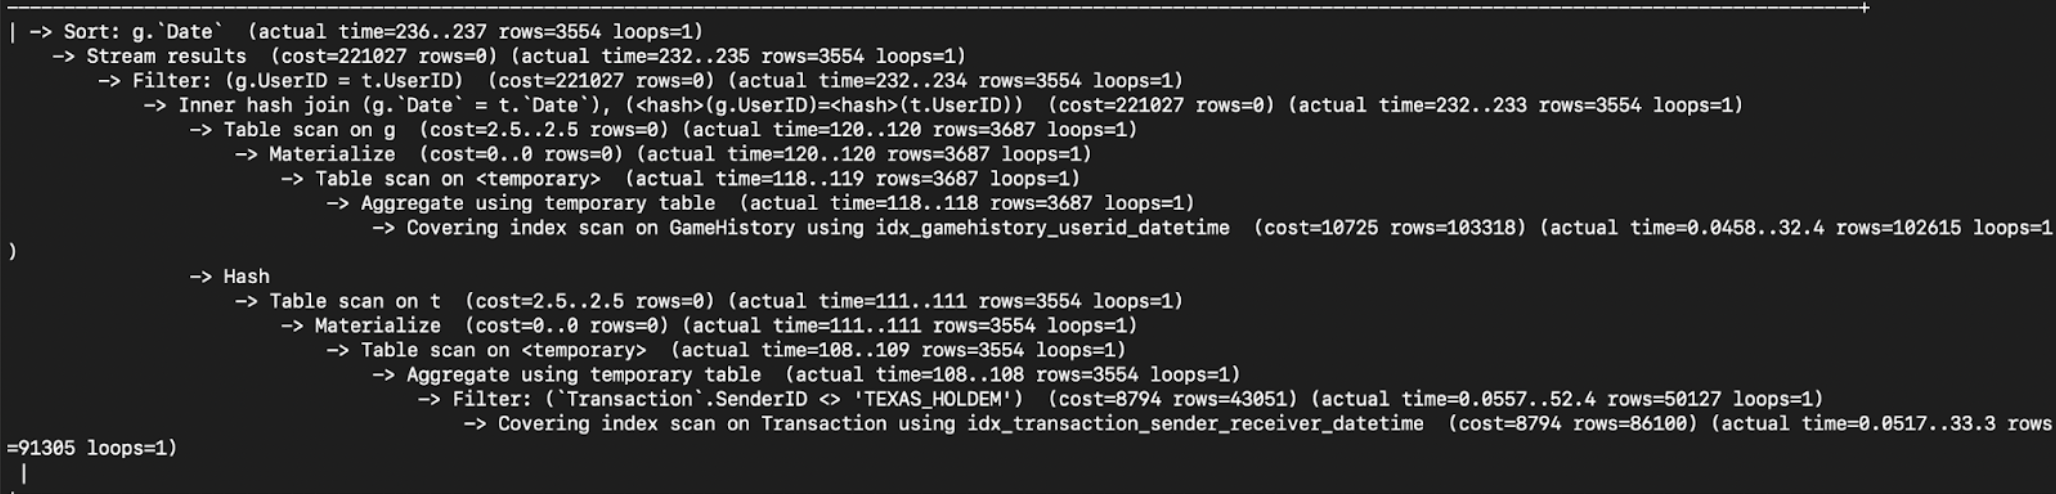 | -> Sort: g.`Date`  (actual time=236..237 rows=3554 loops=1)
    -> Stream results  (cost=221027 rows=0) (actual time=232..235 rows=3554 loops=1)
        -> Filter: (g.UserID = t.UserID)  (cost=221027 rows=0) (actual time=232..234 rows=3554 loops=1)
            -> Inner hash join (g.`Date` = t.`Date`), (<hash>(g.UserID)=<hash>(t.UserID))  (cost=221027 rows=0) (actual time=232..233 rows=3554 loops=1)
                -> Table scan on g  (cost=2.5..2.5 rows=0) (actual time=120..120 rows=3687 loops=1)
                    -> Materialize  (cost=0..0 rows=0) (actual time=120..120 rows=3687 loops=1)
                        -> Table scan on <temporary>  (actual time=118..119 rows=3687 loops=1)
                            -> Aggregate using temporary table  (actual time=118..118 rows=3687 loops=1)
                                -> Covering index scan on GameHistory using idx_gamehistory_userid_datetime  (cost=10725 rows=103318) (actual time=0.0458..32.4 rows=102615 loops=1
)
                -> Hash
                    -> Table scan on t  (cost=2.5..2.5 rows=0) (actual time=111..111 rows=3554 loops=1)
                        -> Materialize  (cost=0..0 rows=0) (actual time=111..111 rows=3554 loops=1)
                            -> Table scan on <temporary>  (actual time=108..109 rows=3554 loops=1)
                                -> Aggregate using temporary table  (actual time=108..108 rows=3554 loops=1)
                                    -> Filter: (`Transaction`.SenderID <> 'TEXAS_HOLDEM')  (cost=8794 rows=43051) (actual time=0.0557..52.4 rows=50127 loops=1)
                                        -> Covering index scan on Transaction using idx_transaction_sender_receiver_datetime  (cost=8794 rows=86100) (actual time=0.0517..33.3 rows
=91305 loops=1)
 |